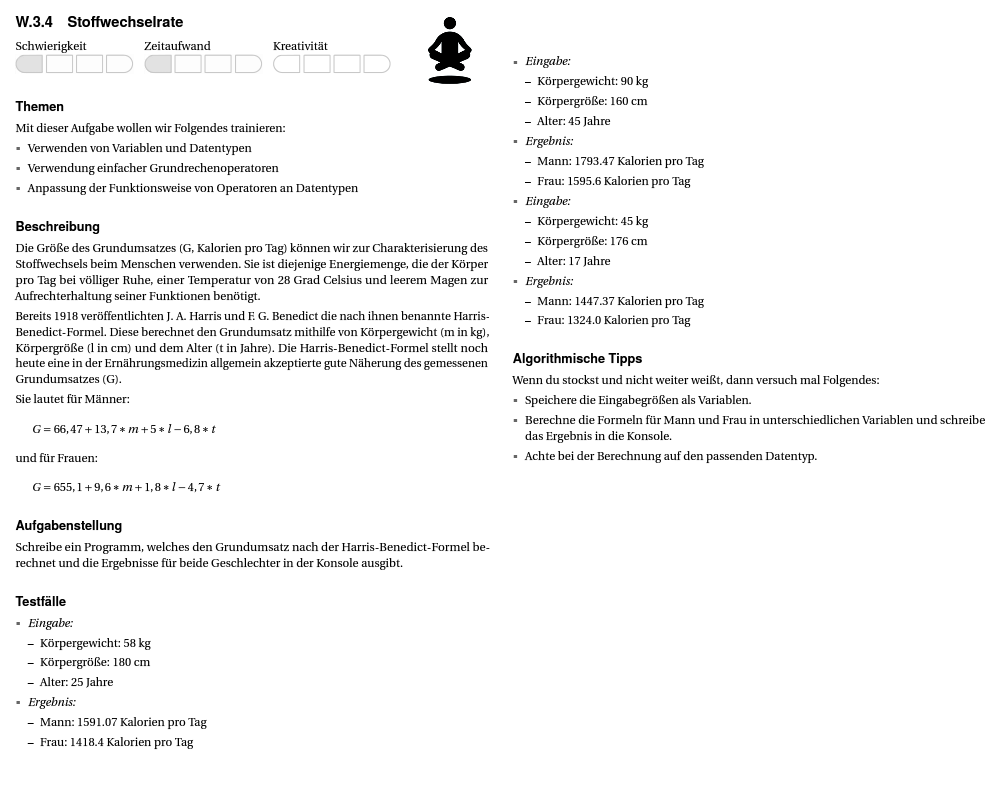 W.3.4 Stoffwechselrate
Schwierigkeit Zeitaufwand Kreativität
Themen
Mit dieser Aufgabe wollen wir Folgendes trainieren:
▪ Verwenden von Variablen und Datentypen
▪ Verwendung einfacher Grundrechenoperatoren
▪ Anpassung der Funktionsweise von Operatoren an Datentypen
Beschreibung
Die Größe des Grundumsatzes (G, Kalorien pro Tag) können wir zur Charakterisierung des
Stoffwechsels beim Menschen verwenden. Sie ist diejenige Energiemenge, die der Körper
pro Tag bei völliger Ruhe, einer Temperatur von 28 Grad Celsius und leerem Magen zur
Aufrechterhaltung seiner Funktionen benötigt.
Bereits 1918 veröffentlichten J. A. Harris und F. G. Benedict die nach ihnen benannte Harris-
Benedict-Formel. Diese berechnet den Grundumsatz mithilfe von Körpergewicht (m in kg),
Körpergröße (l in cm) und dem Alter (t in Jahre). Die Harris-Benedict-Formel stellt noch
heute eine in der Ernährungsmedizin allgemein akzeptierte gute Näherung des gemessenen
Grundumsatzes (G).
Sie lautet für Männer:
G = 66,47 + 13,7 ∗ m + 5 ∗ l − 6,8 ∗ t
und für Frauen:
G = 655,1 + 9,6 ∗ m + 1,8 ∗ l − 4,7 ∗ t
Aufgabenstellung
Schreibe ein Programm, welches den Grundumsatz nach der Harris-Benedict-Formel be-
rechnet und die Ergebnisse für beide Geschlechter in der Konsole ausgibt.
Testfälle
▪ Eingabe:
– Körpergewicht: 58 kg
– Körpergröße: 180 cm
– Alter: 25 Jahre
▪ Ergebnis:
– Mann: 1591.07 Kalorien pro Tag
– Frau: 1418.4 Kalorien pro Tag
▪ Eingabe:
– Körpergewicht: 90 kg
– Körpergröße: 160 cm
– Alter: 45 Jahre
▪ Ergebnis:
– Mann: 1793.47 Kalorien pro Tag
– Frau: 1595.6 Kalorien pro Tag
▪ Eingabe:
– Körpergewicht: 45 kg
– Körpergröße: 176 cm
– Alter: 17 Jahre
▪ Ergebnis:
– Mann: 1447.37 Kalorien pro Tag
– Frau: 1324.0 Kalorien pro Tag
Algorithmische Tipps
Wenn du stockst und nicht weiter weißt, dann versuch mal Folgendes:
▪ Speichere die Eingabegrößen als Variablen.
▪ Berechne die Formeln für Mann und Frau in unterschiedlichen Variablen und schreibe
das Ergebnis in die Konsole.
▪ Achte bei der Berechnung auf den passenden Datentyp.